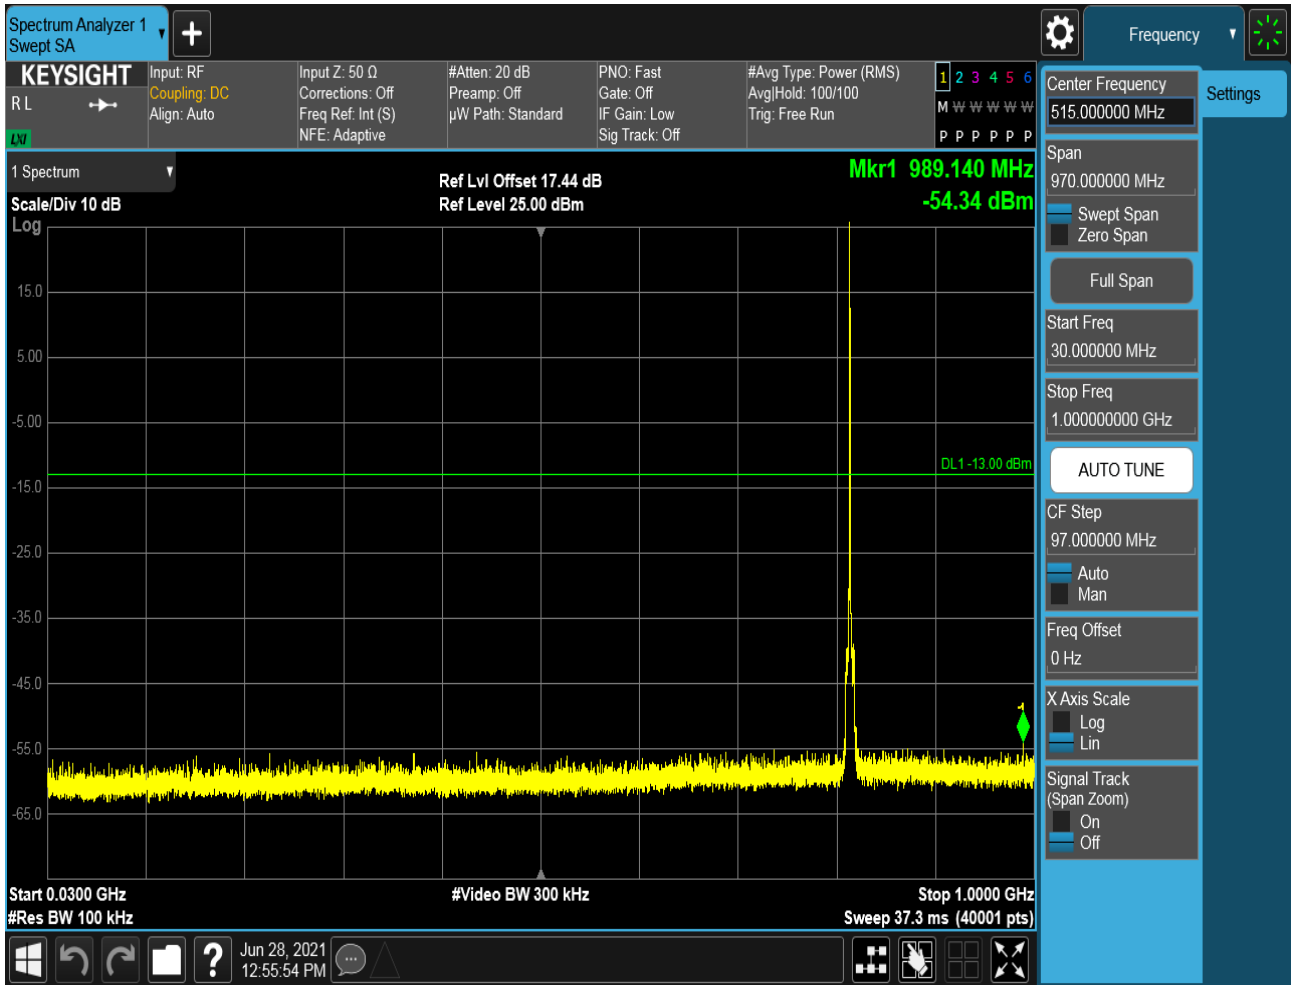 Spectrum Analyzer 1
Swept SA
Frequency
KEYSIGHT
R L
LXI
Input: RF
Coupling: DC
Align: Auto
Input Z: 50 Ω
Corrections: Off
Freq Ref: Int (S)
NFE: Adaptive
#Atten: 20 dB
Preamp: Off
µW Path: Standard
PNO: Fast
Gate: Off
IF Gain: Low
Sig Track: Off
#Avg Type: Power (RMS)
Avg|Hold: 100/100
Trig: Free Run
1 2 3 4 5 6
M W W W W W
P P P P P P
1 Spectrum
Scale/Div 10 dB
Log
Ref Lvl Offset 17.44 dB
Ref Level 25.00 dBm
Mkr1 989.140 MHz
-54.34 dBm
15.0
5.00
-5.00
DL1 -13.00 dBm
-15.0
-25.0
-35.0
-45.0
1
-55.0
-65.0
Start 0.0300 GHz
#Video BW 300 kHz
Stop 1.0000 GHz
#Res BW 100 kHz
Sweep 37.3 ms (40001 pts)
Jun 28, 2021
12:55:54 PM
Center Frequency
515.000000 MHz
Settings
Span
970.000000 MHz
Swept Span
Zero Span
Full Span
Start Freq
30.000000 MHz
Stop Freq
1.000000000 GHz
AUTO TUNE
CF Step
97.000000 MHz
Auto
Man
Freq Offset
0 Hz
X Axis Scale
Log
Lin
Signal Track
(Span Zoom)
On
Off